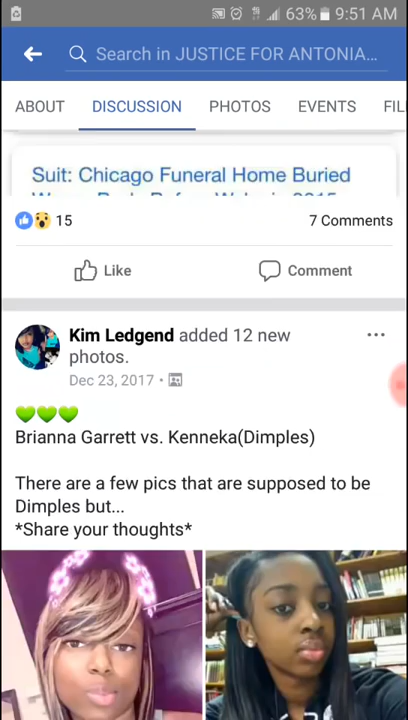 63% 9:51 AM
Search in JUSTICE FOR ANTONIA...
ABOUT DISCUSSION PHOTOS EVENTS FIL
Suit: Chicago Funeral Home Buried
15 7 Comments
Like Comment
Kim Ledgend added 12 new
photos.
Dec 23, 2017 ·
💚💚💚
Brianna Garrett vs. Kenneka(Dimples)
There are a few pics that are supposed to be
Dimples but...
*Share your thoughts*